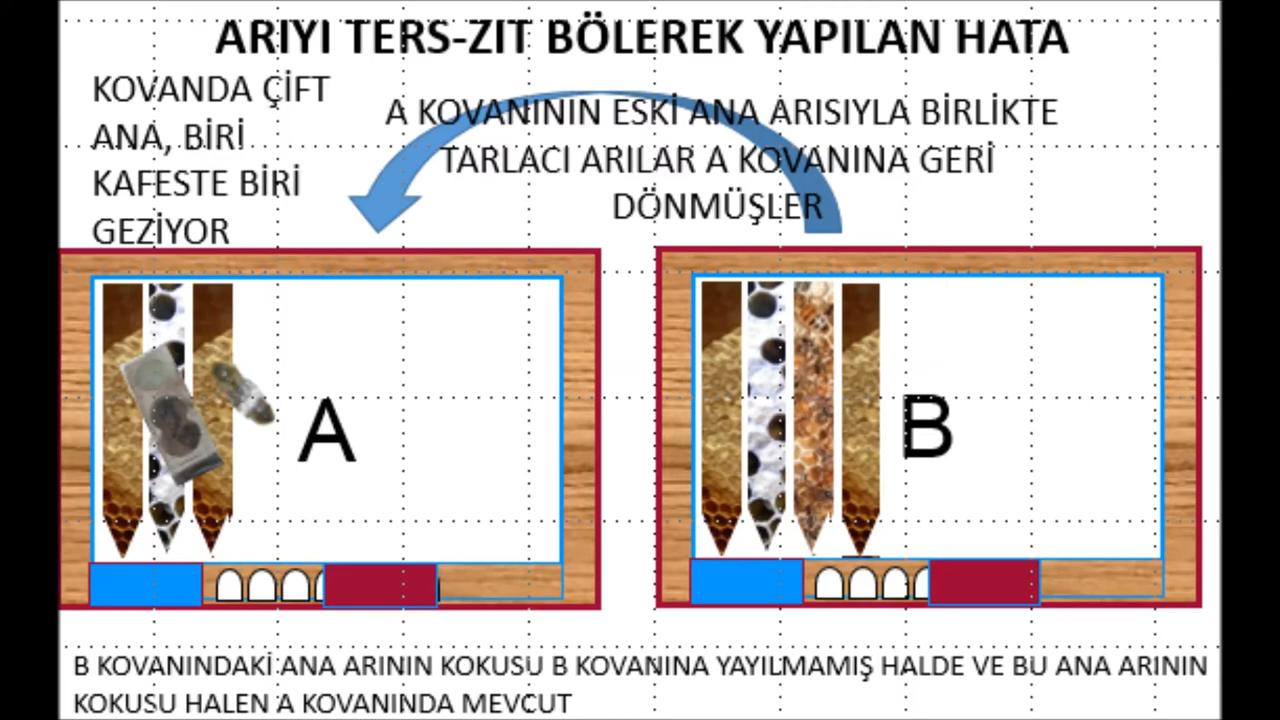 ARIYI TERS-ZIT BÖLEREK YAPILAN HATA
KOVANDA ÇİFT
ANA, BİRİ
KAFESTE BİRİ
GEZİYOR
A KOVANININ ESKİ ANA ARISIYLA BİRLİKTE
TARLACI ARILAR A KOVANINA GERİ
DÖNMÜŞLER
A
B
B KOVANINDAKİ ANA ARININ KOKUSU B KOVANINA YAYILMAMIŞ HALDE VE BU ANA ARININ
KOKUSU HALEN A KOVANINDA MEVCUT